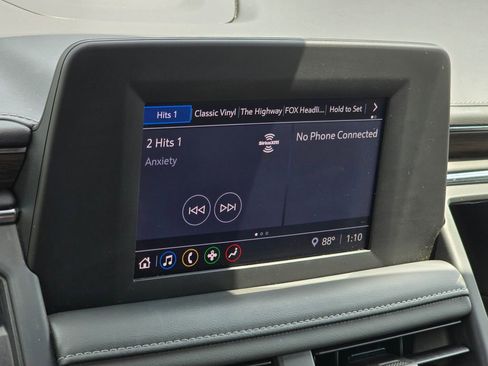 Hits 1 Classic Vinyl The Highway FOX Headli... Hold to Set
2 Hits 1
SiriusXM
No Phone Connected
Anxiety
88° 1:10